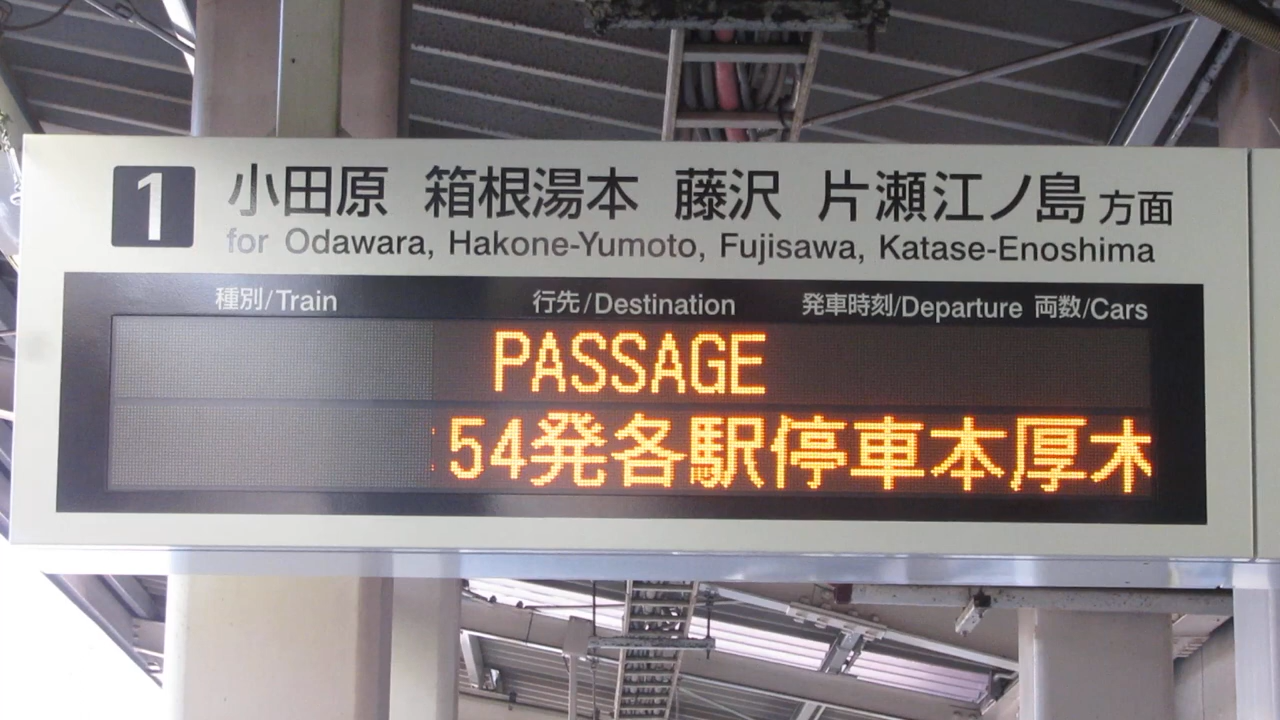 1 小田原 箱根湯本 藤沢 片瀬江ノ島 方面
for Odawara, Hakone-Yumoto, Fujisawa, Katase-Enoshima
種別/Train 行先/Destination 発車時刻/Departure 両数/Cars
PASSAGE
:54発各駅停車本厚木